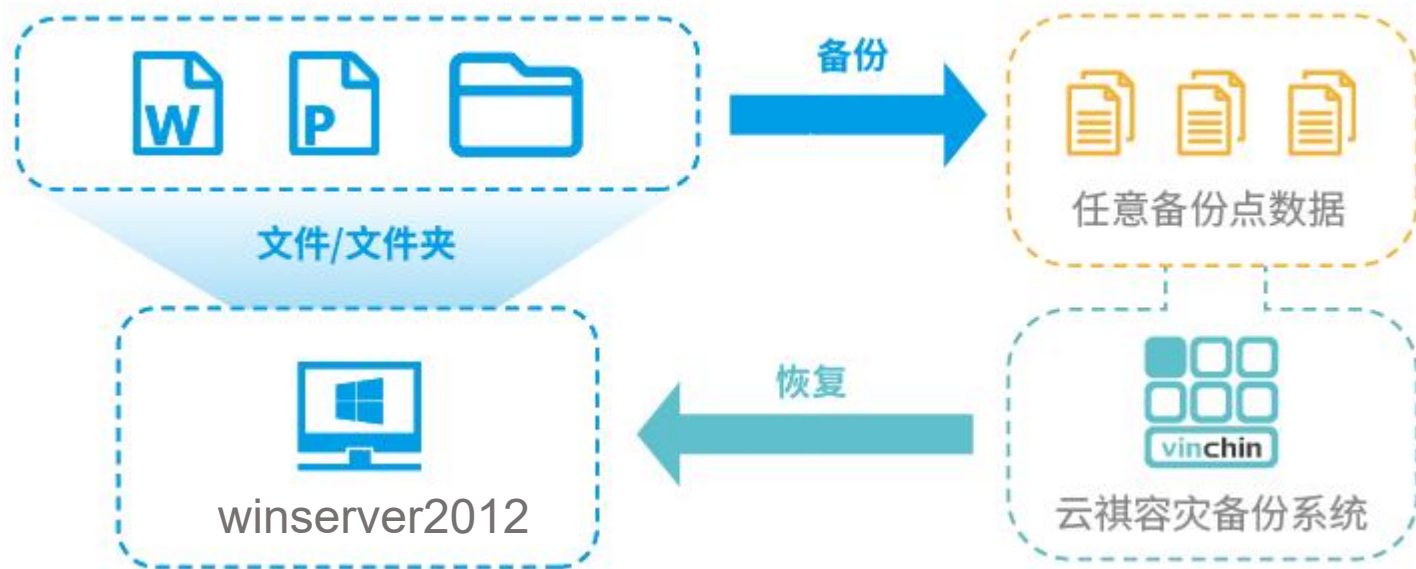 W
P
备份
任意备份点数据
文件/文件夹
恢复
vinchin
winserver2012
云祺容灾备份系统